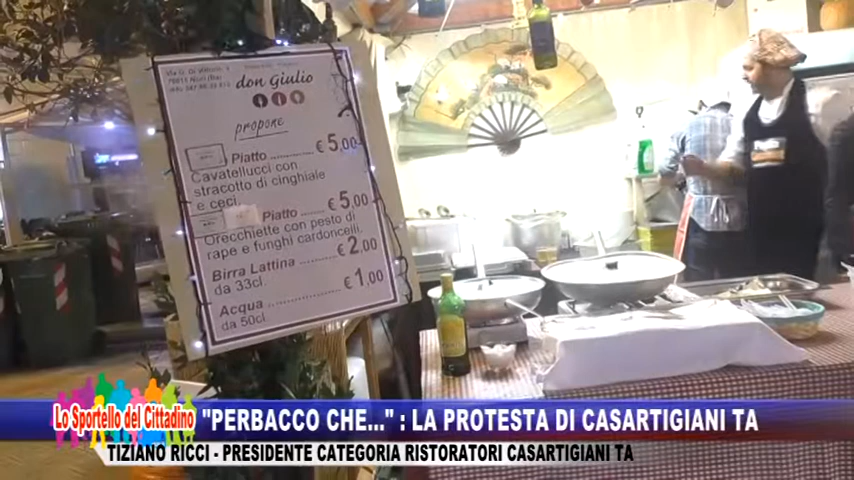 don Giulio
propone
Piatto
€ 5,00
Cavatellucci con
straracotto di cinghiale
e ceci.
Piatto
€ 5,00
Orecchiette con pesto di
rape e funghi cardoncelli.
Birra Lattina
€ 2,00
da 33cl.
Acqua
€ 1,00
da 50cl
Lo Sportello del Cittadino
"PERBACCO CHE..." : LA PROTESTA DI CASARTIGIANI TA
TIZIANO RICCI - PRESIDENTE CATEGORIA RISTORATORI CASARTIGIANI TA